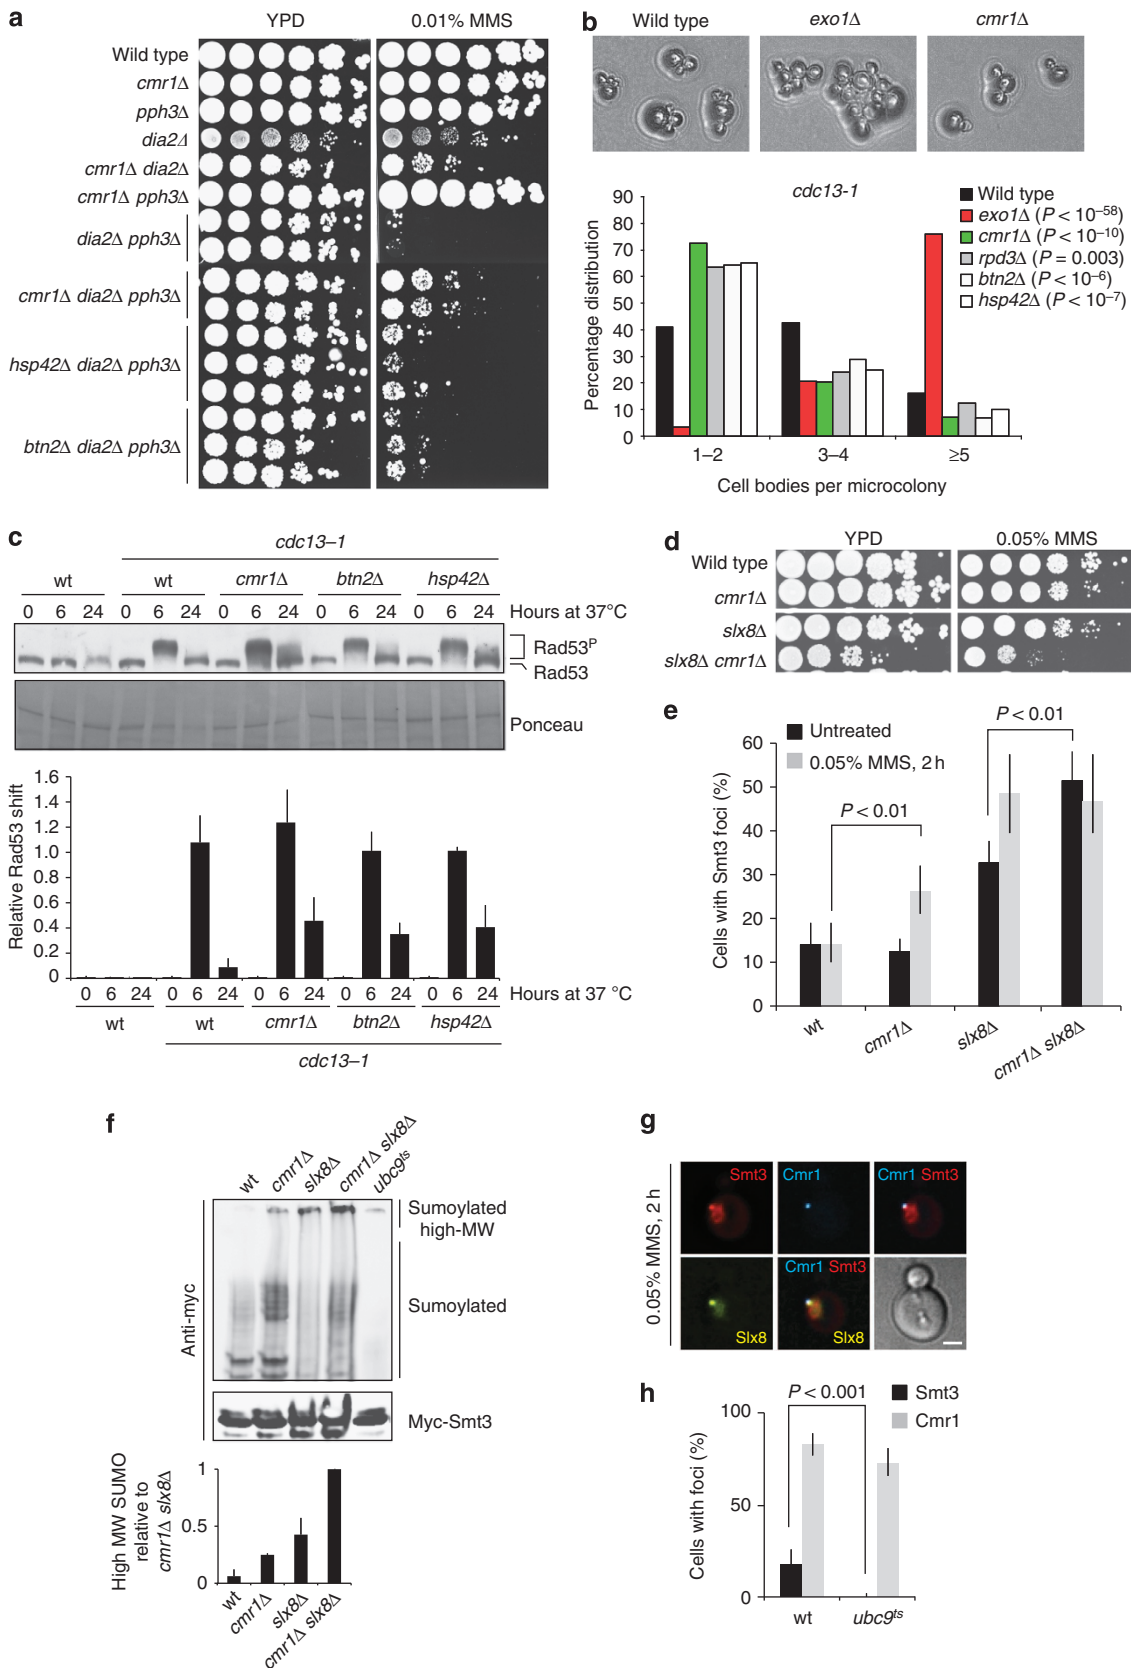 a
YPD
0.01% MMS
Wild type
cmr1Δ
pph3Δ
dia2Δ
cmr1Δ dia2Δ
cmr1Δ pph3Δ
dia2Δ pph3Δ
cmr1Δ dia2Δ pph3Δ
hsp42Δ dia2Δ pph3Δ
btn2Δ dia2Δ pph3Δ
b
Wild type
exo1Δ
cmr1Δ
cdc13-1
Wild type
exo1Δ (P < 10⁻⁵⁸)
cmr1Δ (P < 10⁻¹⁰)
rpd3Δ (P = 0.003)
btn2Δ (P < 10⁻⁶)
hsp42Δ (P < 10⁻⁷)
Percentage distribution
90
80
70
60
50
40
30
20
10
0
1–2
3–4
≥5
Cell bodies per microcolony
c
cdc13–1
wt
wt
cmr1Δ
btn2Δ
hsp42Δ
0 6 24 0 6 24 0 6 24 0 6 24 0 6 24 Hours at 37°C
Rad53ᴾ
Rad53
Ponceau
Relative Rad53 shift
1.6
1.4
1.2
1.0
0.8
0.6
0.4
0.2
0
0 6 24 0 6 24 0 6 24 0 6 24 0 6 24 Hours at 37 °C
wt
wt
cmr1Δ
btn2Δ
hsp42Δ
cdc13–1
d
YPD
0.05% MMS
Wild type
cmr1Δ
slx8Δ
slx8Δ cmr1Δ
e
Untreated
0.05% MMS, 2 h
P < 0.01
P < 0.01
Cells with Smt3 foci (%)
60
50
40
30
20
10
0
wt
cmr1Δ
slx8Δ
cmr1Δ slx8Δ
f
wt
cmr1Δ
slx8Δ
cmr1Δ slx8Δ
ubc9ᵗˢ
Anti-myc
Sumoylated
high-MW
Sumoylated
Myc-Smt3
High MW SUMO
relative to
cmr1Δ slx8Δ
1
0.5
0
wt
cmr1Δ
slx8Δ
cmr1Δ slx8Δ
g
0.05% MMS, 2 h
Smt3
Cmr1
Cmr1 Smt3
Slx8
Cmr1 Smt3
Slx8
h
P < 0.001
Smt3
Cmr1
Cells with foci (%)
100
50
0
wt
ubc9ᵗˢ